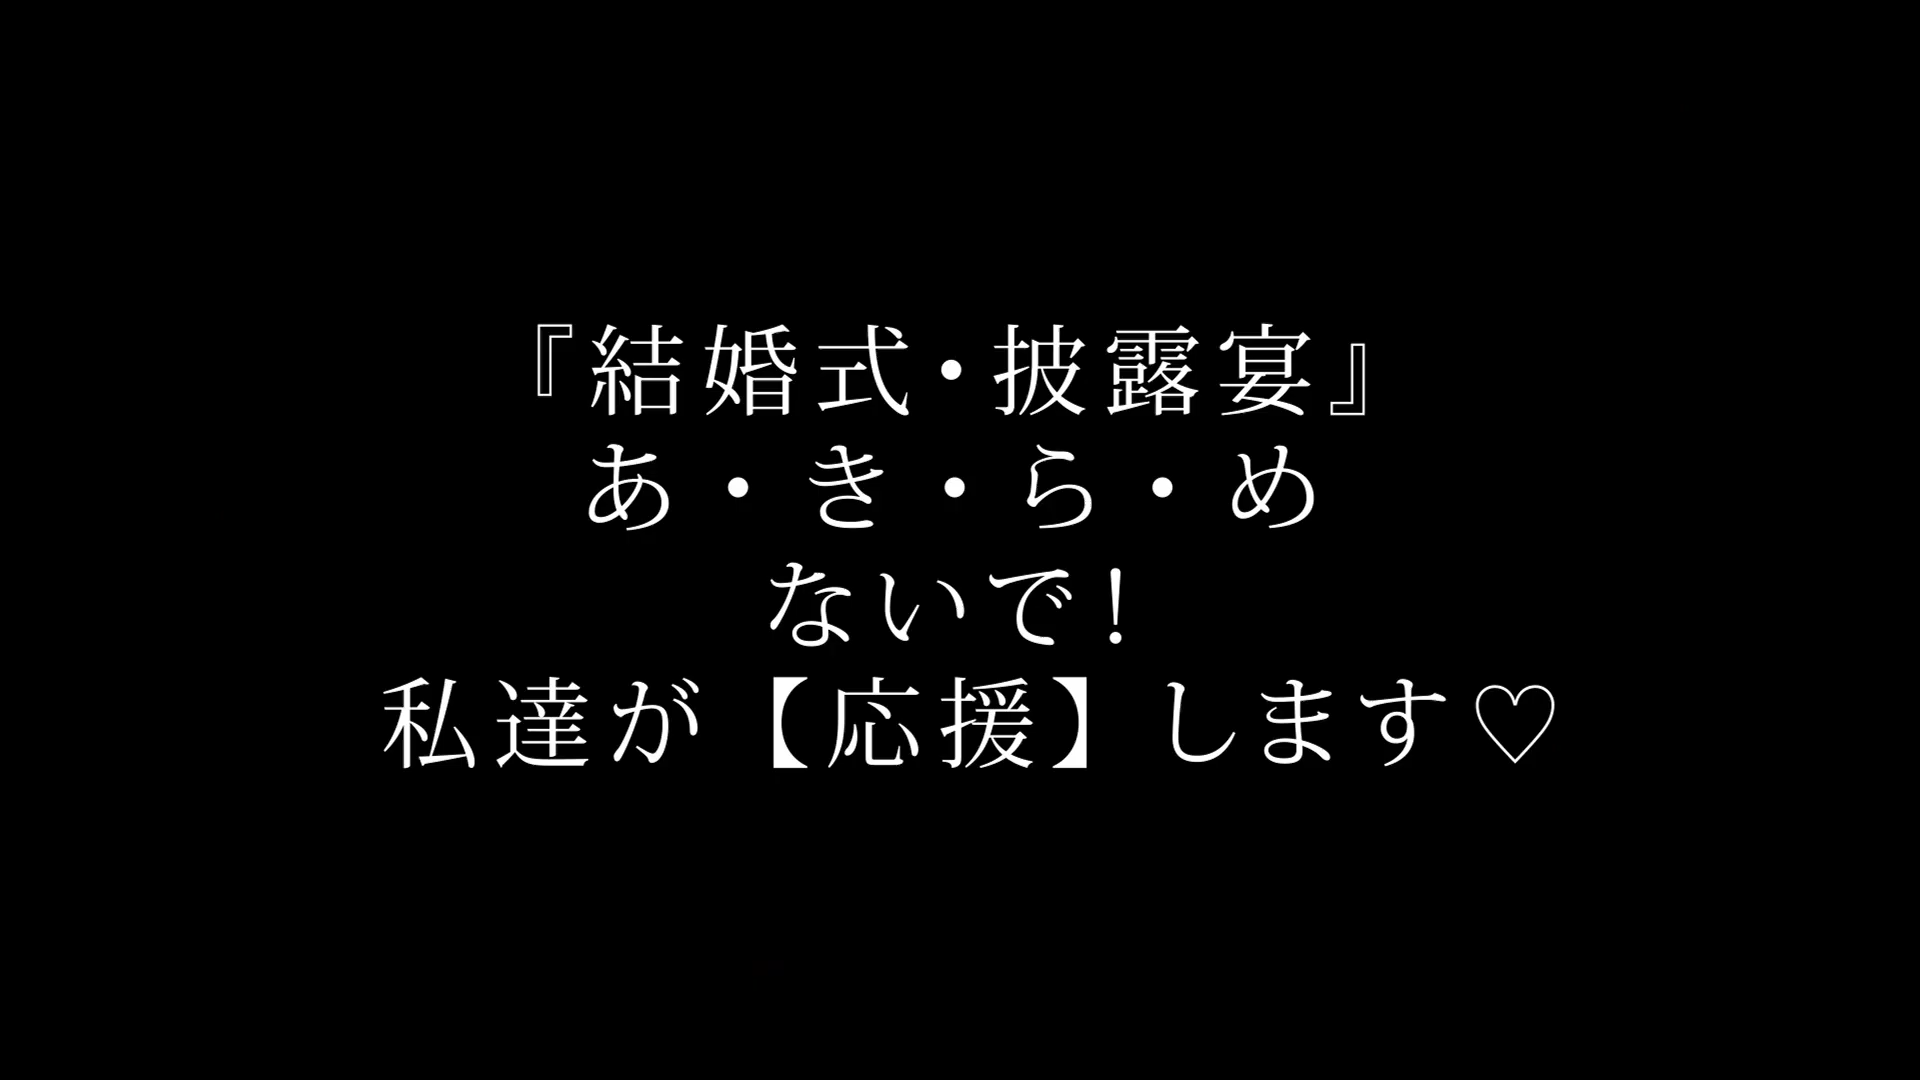 『結婚式・披露宴』
あ・き・ら・め
ないで!
私達が【応援】します♡